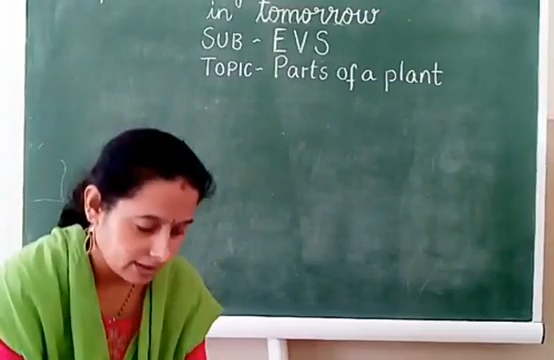 in tomorrow
SUB - EVS
TOPIC- Parts of a plant